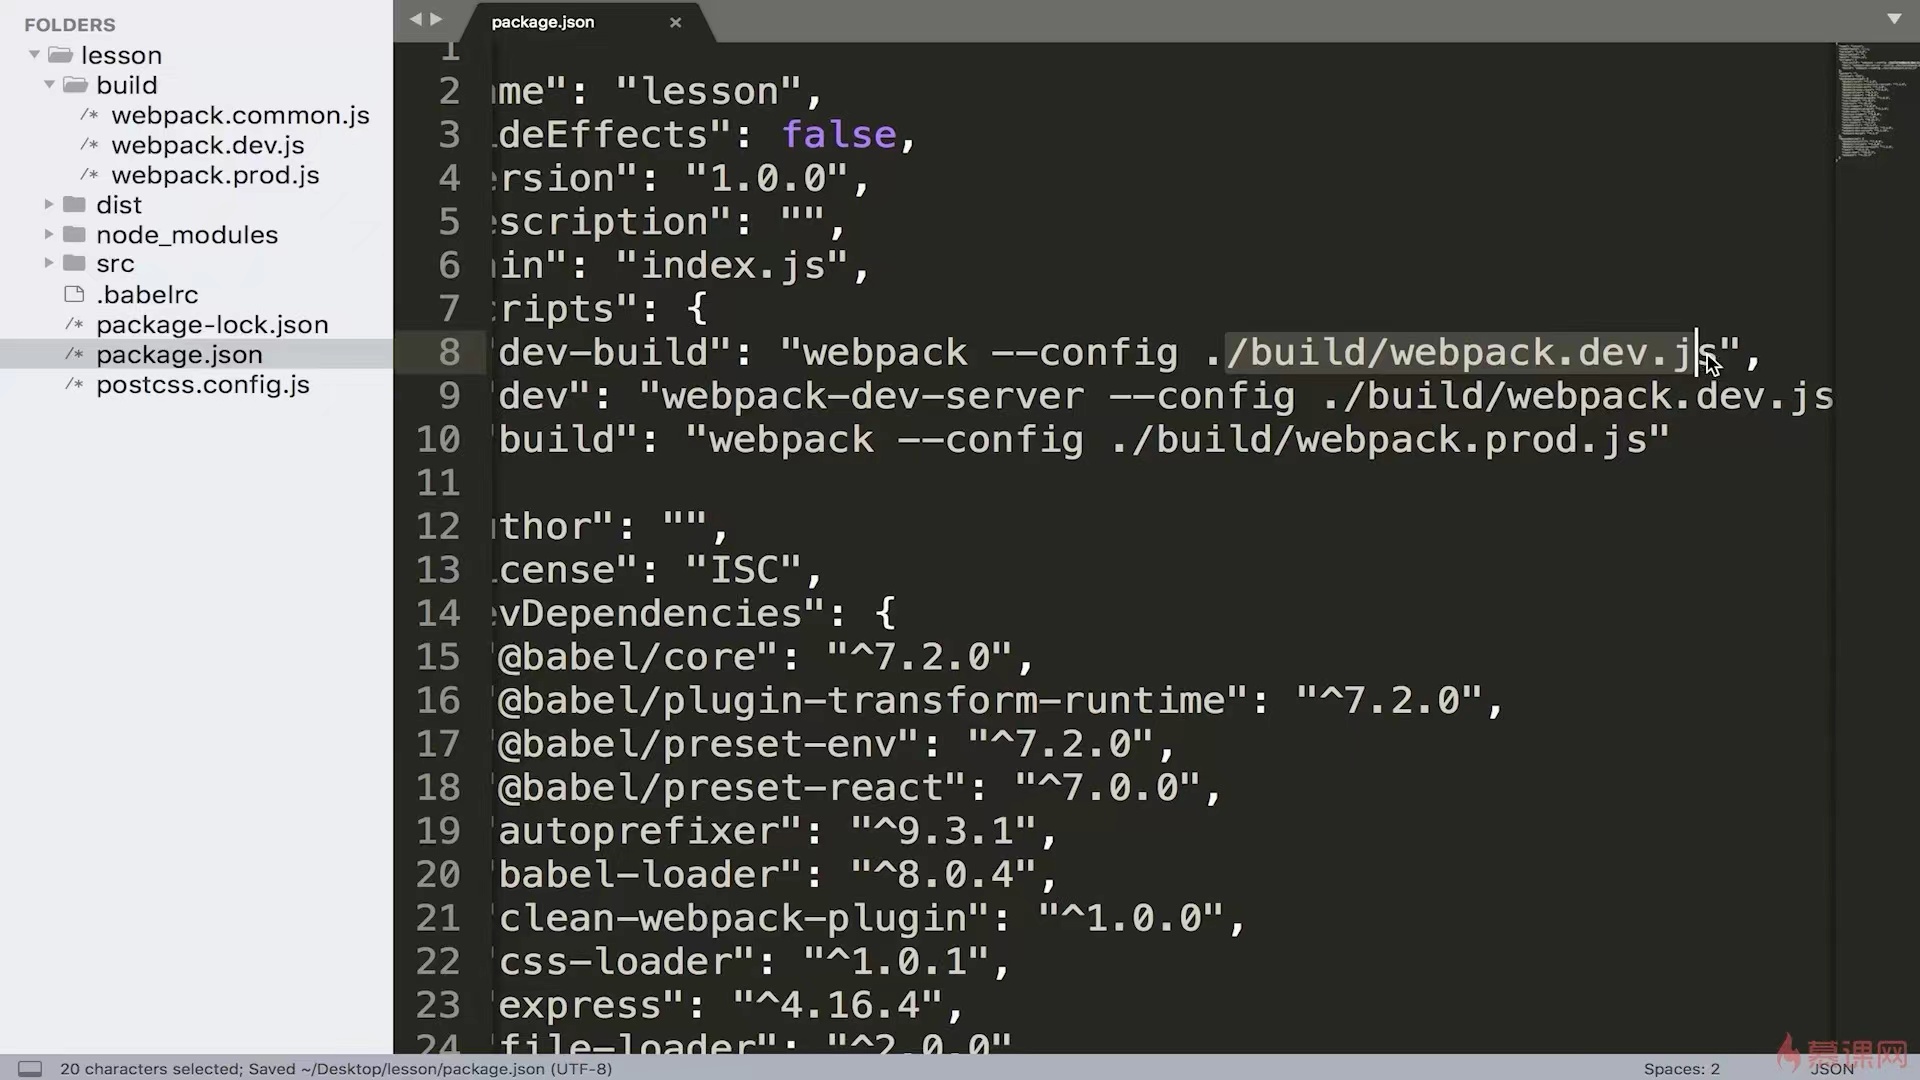 FOLDERS
lesson
build
/* webpack.common.js
/* webpack.dev.js
/* webpack.prod.js
dist
node_modules
src
.babelrc
/* package-lock.json
/* package.json
/* postcss.config.js
package.json
1
2 me": "lesson",
3 deEffects": false,
4 ersion": "1.0.0",
5 escription": "",
6 in": "index.js",
7 cripts": {
8 "dev-build": "webpack --config ./build/webpack.dev.js",
9 "dev": "webpack-dev-server --config ./build/webpack.dev.js
10 "build": "webpack --config ./build/webpack.prod.js"
11
12 thor": "",
13 cense": "ISC",
14 evDependencies": {
15 "@babel/core": "^7.2.0",
16 "@babel/plugin-transform-runtime": "^7.2.0",
17 "@babel/preset-env": "^7.2.0",
18 "@babel/preset-react": "^7.0.0",
19 "autoprefixer": "^9.3.1",
20 "babel-loader": "^8.0.4",
21 "clean-webpack-plugin": "^1.0.0",
22 "css-loader": "^1.0.1",
23 "express": "^4.16.4",
24 "file-loader": "^2.0.0"
20 characters selected; Saved ~/Desktop/lesson/package.json (UTF-8)
Spaces: 2
JSON
慕课网